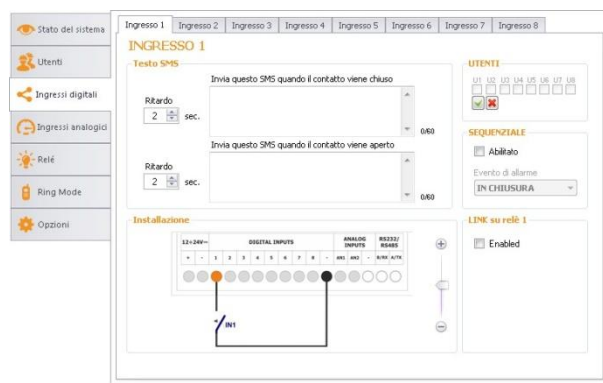 Stato del sistema
Utenti
Ingressi digitali
Ingressi analogici
Relé
Ring Mode
Opzioni
Ingresso 1 Ingresso 2 Ingresso 3 Ingresso 4 Ingresso 5 Ingresso 6 Ingresso 7 Ingresso 8
INGRESSO 1
Testo SMS
Invia questo SMS quando il contatto viene chiuso
Ritardo
2 sec.
0/60
Invia questo SMS quando il contatto viene aperto
Ritardo
2 sec.
0/60
UTENTI
U1 U2 U3 U4 U5 U6 U7 U8
SEQUENZIALE
Abilitato
Evento di allarme
IN CHIUSURA
Installazione
12÷24V~ DIGITAL INPUTS ANALOG INPUTS RS232/ RS485
+ - 1 2 3 4 5 6 7 8 - AN1 AN2 - B/RX A/TX
IN1
LINK su relè 1
Enabled